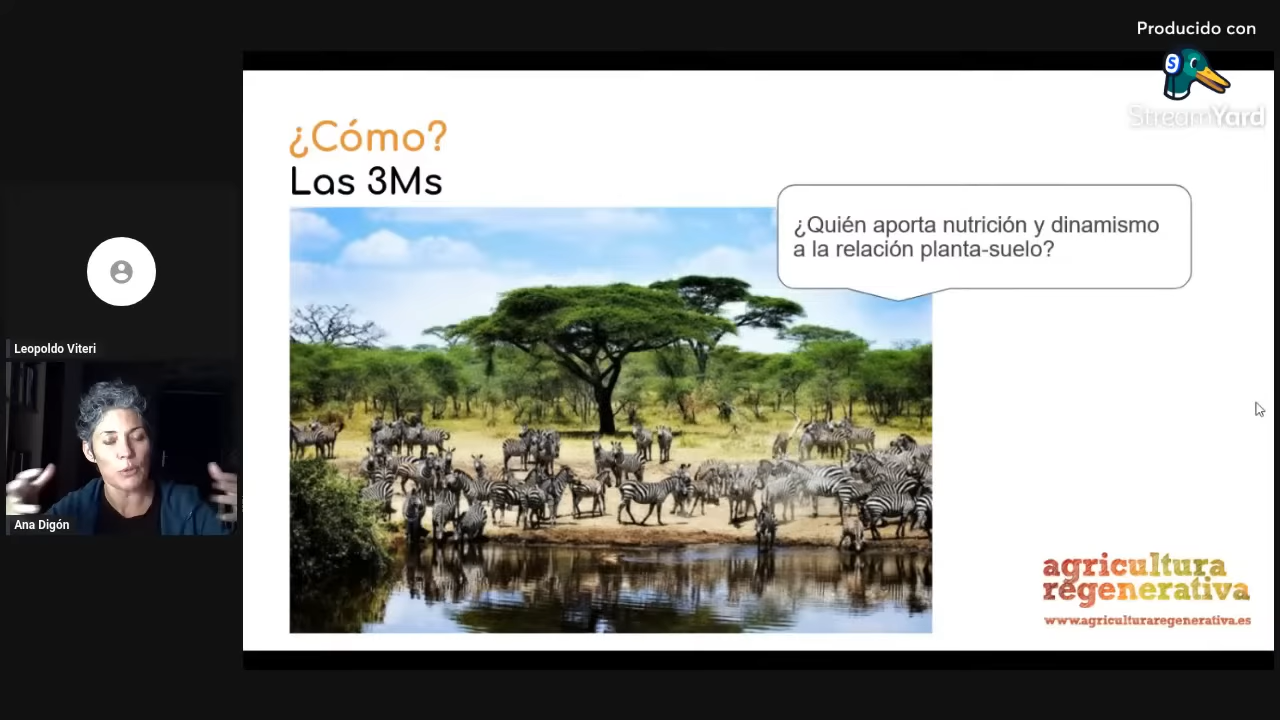 Producido con
StreamYard
¿Cómo?
Las 3Ms
¿Quién aporta nutrición y dinamismo
a la relación planta-suelo?
Leopoldo Viteri
Ana Digón
agricultura
regenerativa
www.agriculturaregenerativa.es